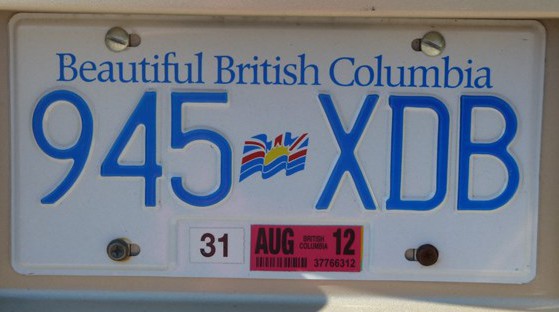 Beautiful British Columbia
945 XDB
31 AUG BRITISH COLUMBIA 12
37766312